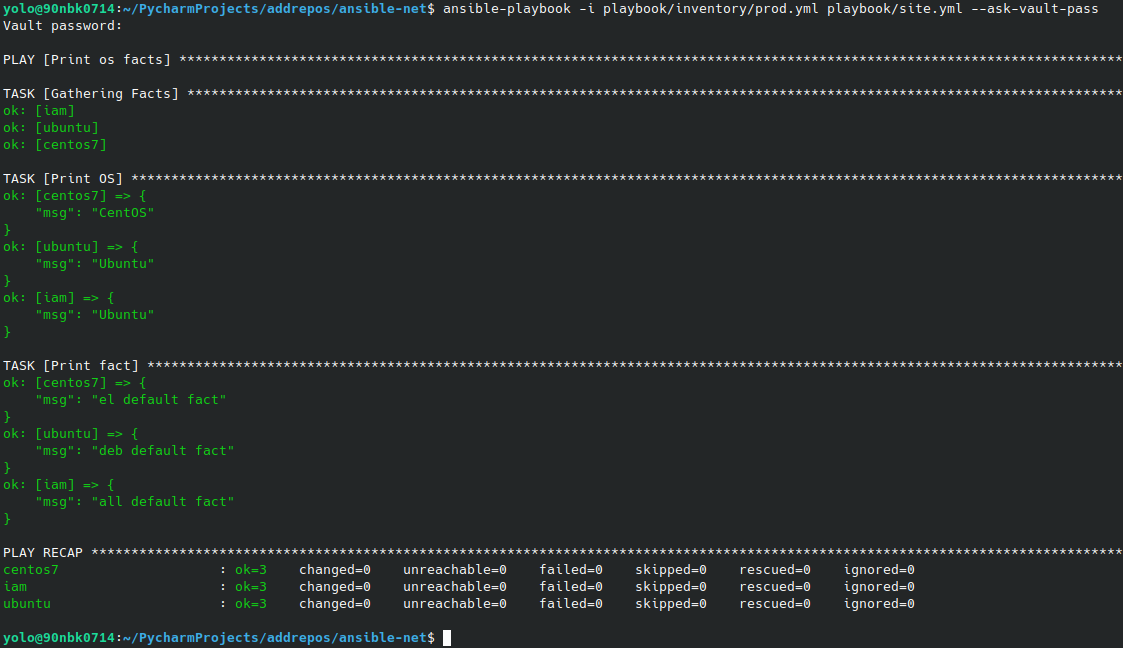 yolo@90nbk0714:~/PycharmProjects/addrepos/ansible-net$ ansible-playbook -i playbook/inventory/prod.yml playbook/site.yml --ask-vault-pass
Vault password:
PLAY [Print os facts] **********************************************************************************************************************
TASK [Gathering Facts] *********************************************************************************************************************
ok: [iam]
ok: [ubuntu]
ok: [centos7]
TASK [Print OS] ****************************************************************************************************************************
ok: [centos7] => {
    "msg": "CentOS"
}
ok: [ubuntu] => {
    "msg": "Ubuntu"
}
ok: [iam] => {
    "msg": "Ubuntu"
}
TASK [Print fact] **************************************************************************************************************************
ok: [centos7] => {
    "msg": "el default fact"
}
ok: [ubuntu] => {
    "msg": "deb default fact"
}
ok: [iam] => {
    "msg": "all default fact"
}
PLAY RECAP *********************************************************************************************************************************
centos7                    : ok=3    changed=0    unreachable=0    failed=0    skipped=0    rescued=0    ignored=0
iam                        : ok=3    changed=0    unreachable=0    failed=0    skipped=0    rescued=0    ignored=0
ubuntu                     : ok=3    changed=0    unreachable=0    failed=0    skipped=0    rescued=0    ignored=0
yolo@90nbk0714:~/PycharmProjects/addrepos/ansible-net$